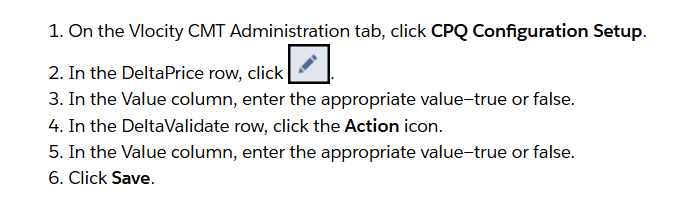 1. On the Vlocity CMT Administration tab, click CPQ Configuration Setup.
2. In the DeltaPrice row, click .
3. In the Value column, enter the appropriate value–true or false.
4. In the DeltaValidate row, click the Action icon.
5. In the Value column, enter the appropriate value–true or false.
6. Click Save.